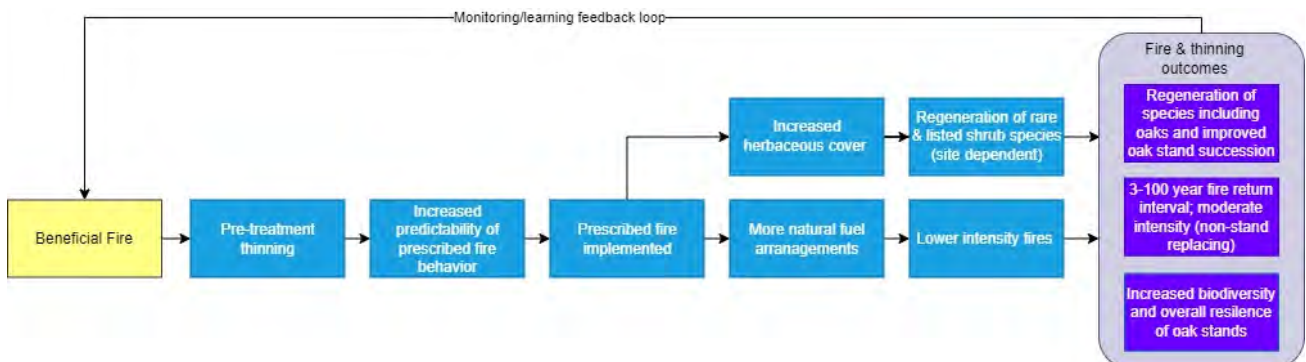 Monitoring/learning feedback loop
Fire & thinning
outcomes
Increased
herbaceous cover
Regeneration of rare
& listed shrub species
(site dependent)
Regeneration of
species including
oaks and improved
oak stand succession
Beneficial Fire
Pre-treatment
thinning
Increased
predictability of
prescribed fire
behavior
Prescribed fire
implemented
More natural fuel
arranagements
Lower intensity fires
3-100 year fire return
interval; moderate
intensity (non-stand
replacing)
Increased biodiversity
and overall resilence
of oak stands